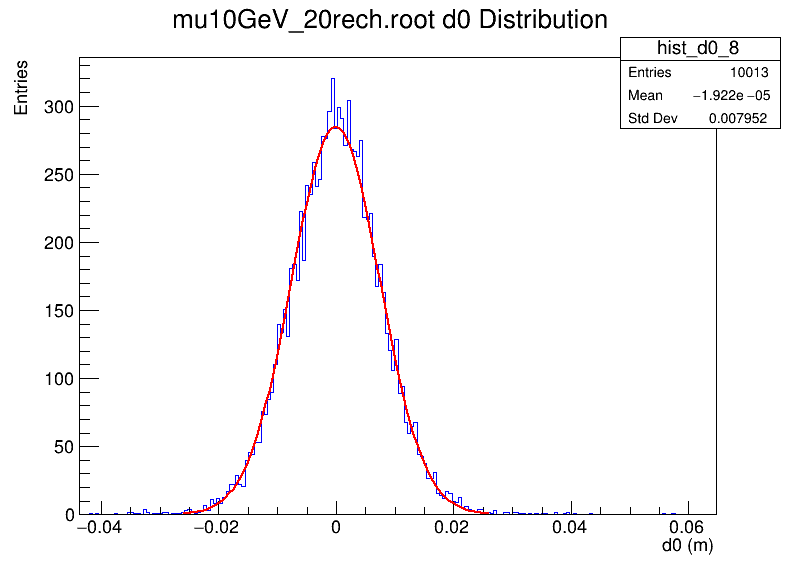 mu10GeV_20rech.root d0 Distribution
hist_d0_8
Entries 10013
Mean −1.922e−05
Std Dev 0.007952
Entries
300
250
200
150
100
50
0
−0.04 −0.02 0 0.02 0.04 0.06
d0 (m)